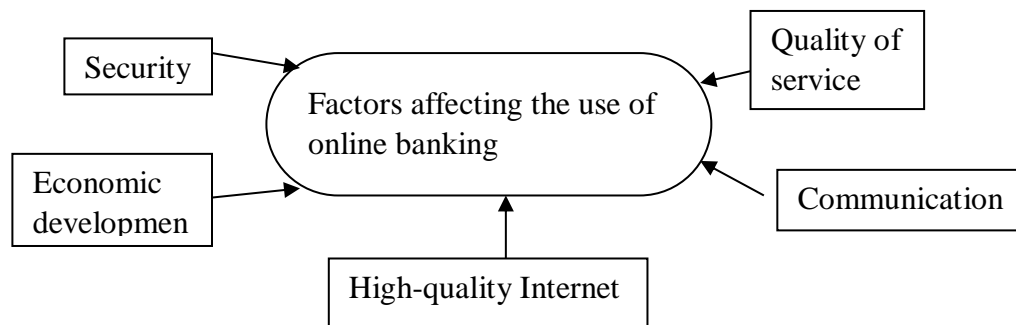 Security
Quality of
service
Factors affecting the use of
online banking
Economic
developmen
Communication
High-quality Internet